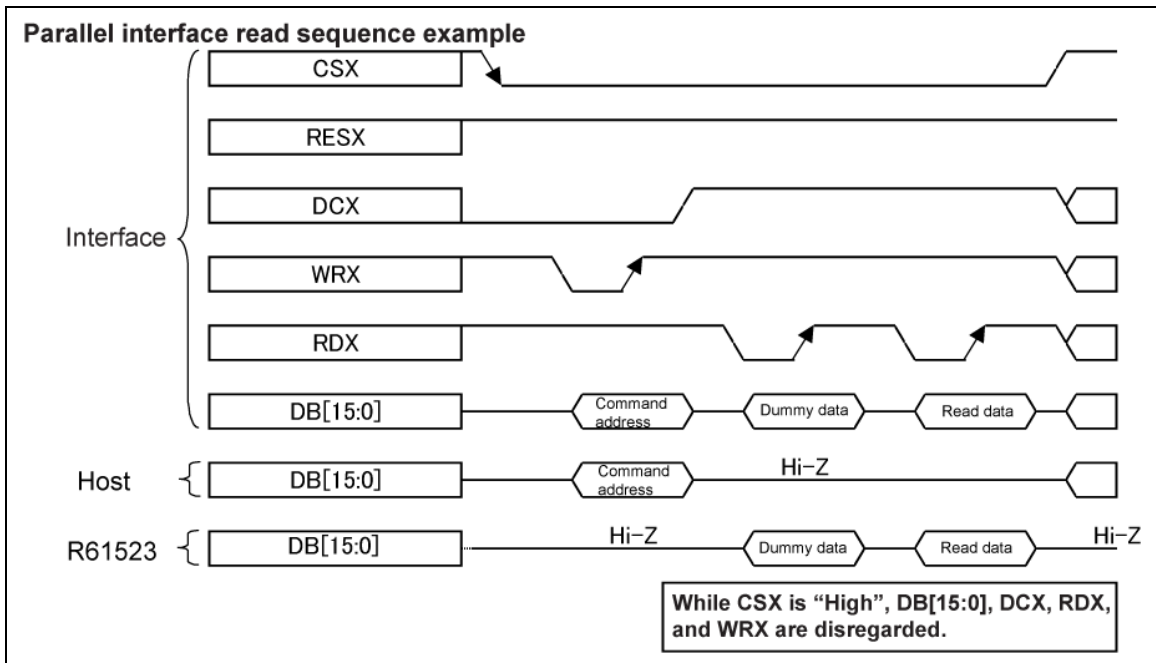 Parallel interface read sequence example
CSX
RESX
DCX
Interface
WRX
RDX
DB[15:0]
Command
address
Dummy data
Read data
Host
DB[15:0]
Command
address
Hi-Z
R61523
DB[15:0]
Hi-Z
Dummy data
Read data
Hi-Z
While CSX is “High”, DB[15:0], DCX, RDX,
and WRX are disregarded.